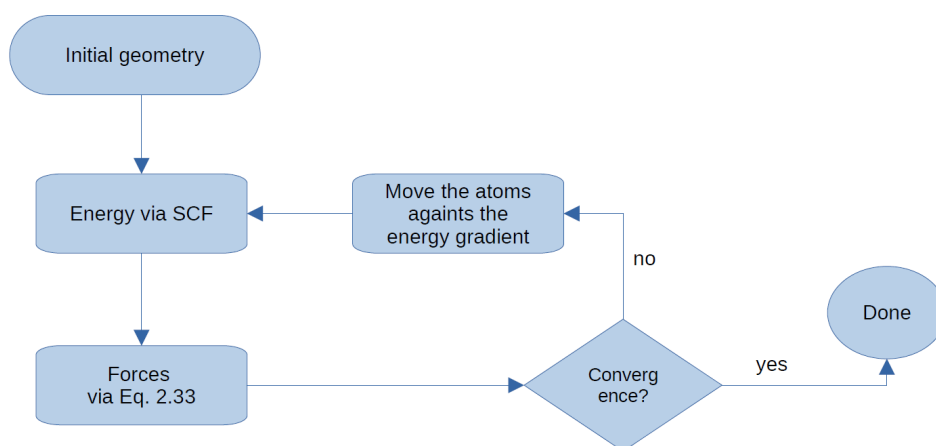 Initial geometry
Energy via SCF
Move the atoms
againts the
energy gradient
no
Done
Forces
via Eq. 2.33
Converg
ence?
yes